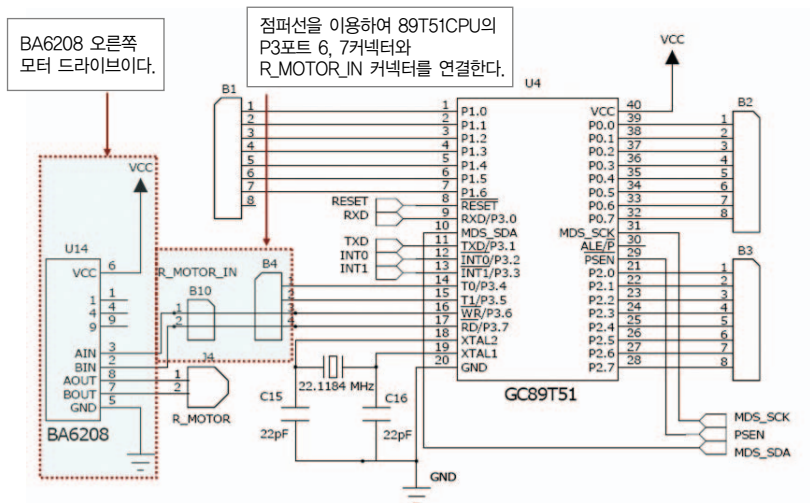 BA6208 오른쪽
모터 드라이브이다.
점퍼선을 이용하여 89T51CPU의
P3포트 6, 7커넥터와
R_MOTOR_IN 커넥터를 연결한다.
VCC
B1
1
2
3
4
5
6
7
8
U4
GC89T51
1 P1.0
2 P1.1
3 P1.2
4 P1.3
5 P1.4
6 P1.5
7 P1.6
8 RESET
9 RXD/P3.0
10 MDS_SDA
11 TXD/P3.1
12 INT0/P3.2
13 INT1/P3.3
14 T0/P3.4
15 T1/P3.5
16 WR/P3.6
17 RD/P3.7
18 XTAL2
19 XTAL1
20 GND
VCC 40
P0.0 39
P0.1 38
P0.2 37
P0.3 36
P0.4 35
P0.5 34
P0.6 33
P0.7 32
MDS_SCK 31
ALE/P 30
PSEN 29
P2.0 21
P2.1 22
P2.2 23
P2.3 24
P2.4 25
P2.5 26
P2.6 27
P2.7 28
B2
1
2
3
4
5
6
7
8
B3
1
2
3
4
5
6
7
8
RESET
RXD
TXD
INT0
INT1
VCC
U14
VCC 6
1 1
4 4
9 9
AIN 3
BIN 2
AOUT 8
BOUT 7
GND 5
BA6208
R_MOTOR_IN
B10
1
2
B4
1
2
3
4
J4
1
2
R_MOTOR
22.1184 MHz
C15
22pF
C16
22pF
GND
MDS_SCK
PSEN
MDS_SDA